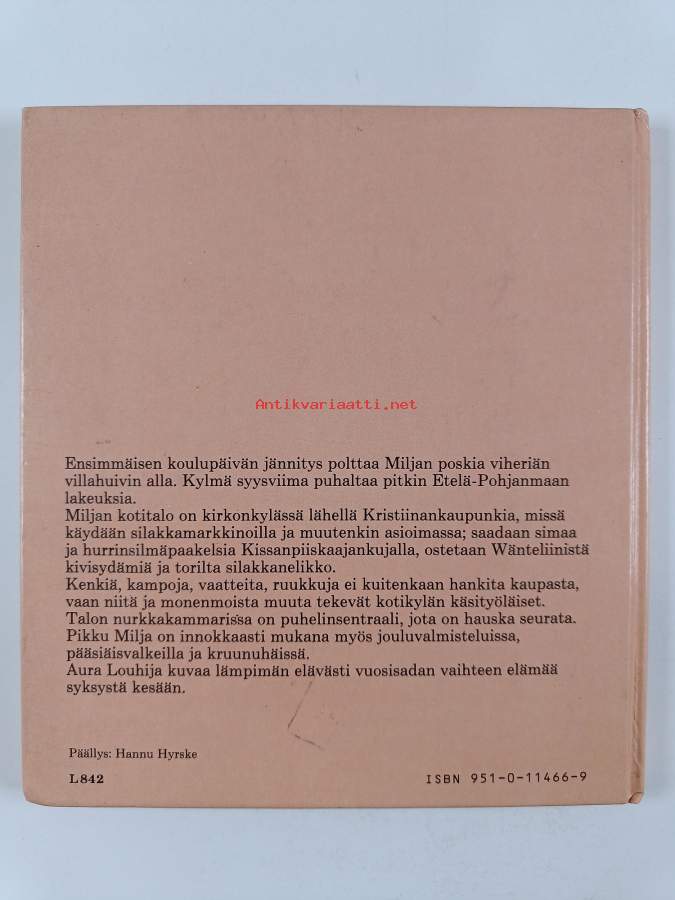 Antikvariaatti.net
Ensimmäisen koulupäivän jännitys polttaa Miljan poskia viheriän
villahuivin alla. Kylmä syysviima puhaltaa pitkin Etelä-Pohjanmaan
lakeuksia.
Miljan kotitalo on kirkonkylässä lähellä Kristiinankaupunkia, missä
käydään silakkamarkkinoilla ja muutenkin asioimassa; saadaan simaa
ja hurrinsilmäpaakelsia Kissanpiiskaajankujalla, ostetaan Wänteliinistä
kivisydämiä ja torilta silakkanelikko.
Kenkiä, kampoja, vaatteita, ruukkuja ei kuitenkaan hankita kaupasta,
vaan niitä ja monenmoista muuta tekevät kotikylän käsityöläiset.
Talon nurkkakammarissa on puhelinsentraali, jota on hauska seurata.
Pikku Milja on innokkaasti mukana myös jouluvalmisteluissa,
pääsiäisvalkeilla ja kruunuhäissä.
Aura Louhija kuvaa lämpimän elävästi vuosisadan vaihteen elämää
syksystä kesään.
Päällys: Hannu Hyrske
L842
ISBN 951-0-11466-9